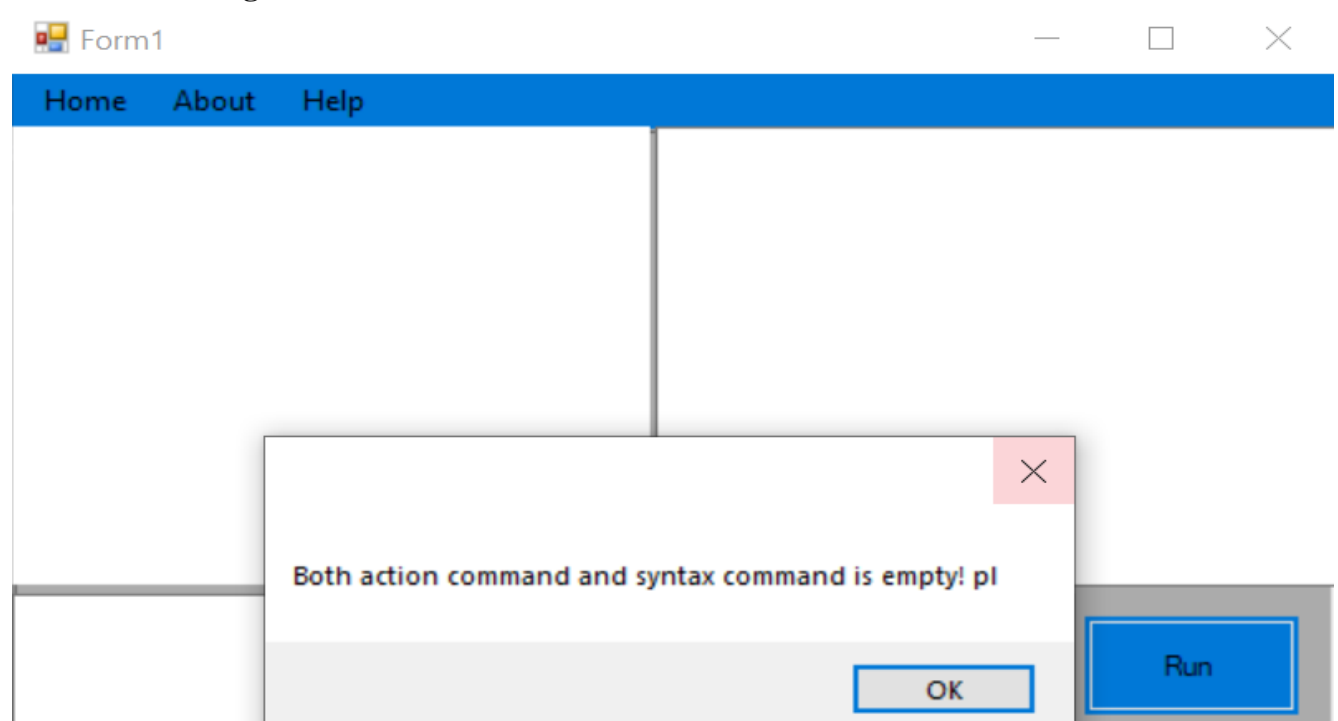 Form1
Home About Help
Both action command and syntax command is empty! pl
Run
OK